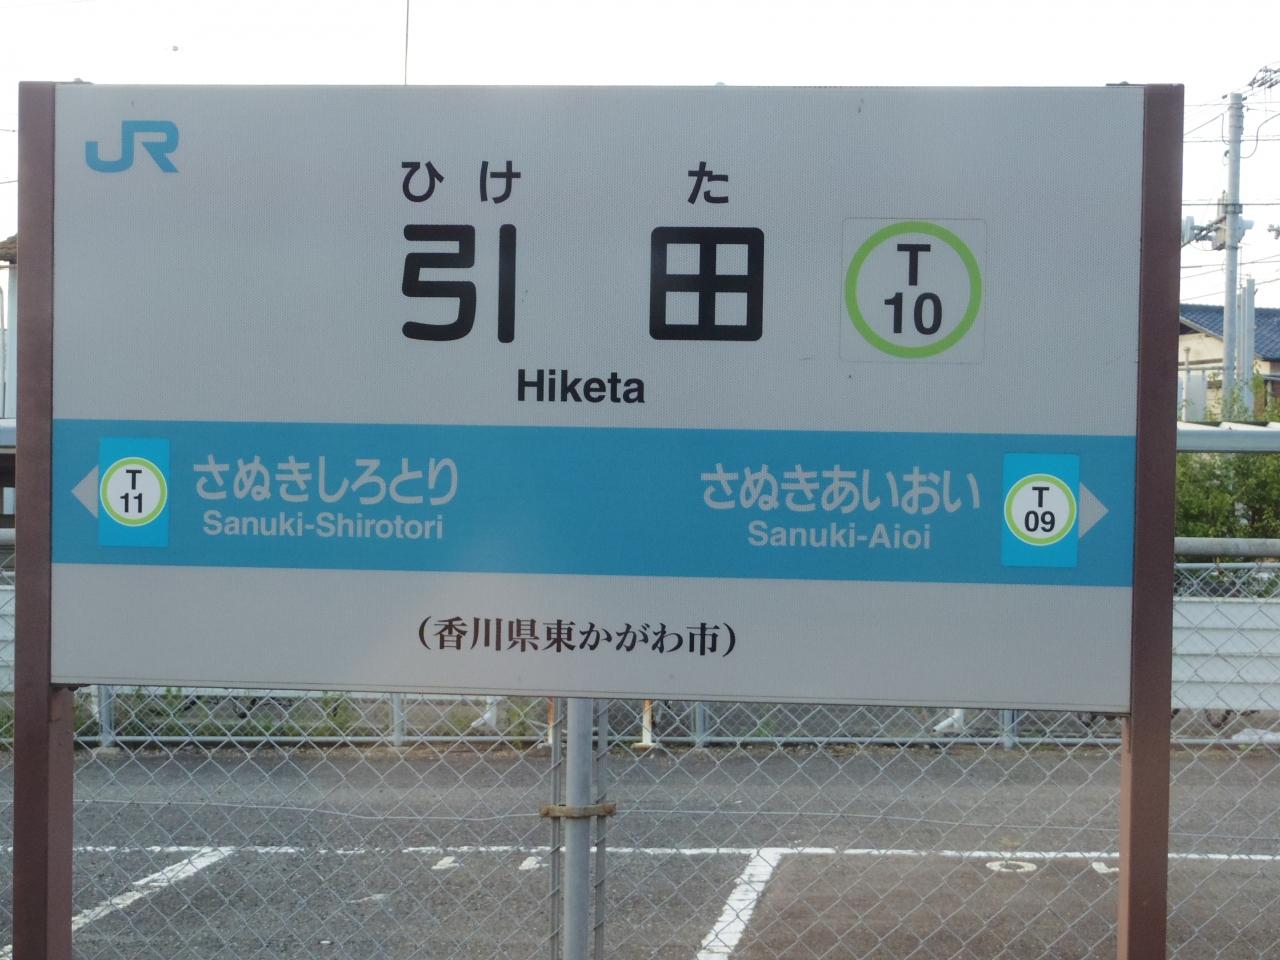 JR
ひけた
引田
T
10
Hiketa
T
11
さぬきしろとり
Sanuki-Shirotori
さぬきあいおい
Sanuki-Aioi
T
09
(香川県東かがわ市)